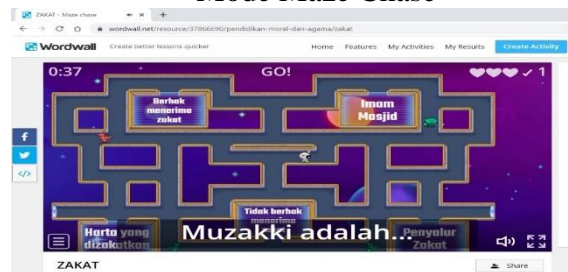 Mode Maze Chase
ZAKAT - Maze chase
wordwall.net/resource/37866690/pendidikan-moral-dan-agama/zakat
Wordwall Create better lessons quicker Home Features My Activities My Results Create Activity
0:37 GO! 1
Berhak
menerima
zakat
Imam
Masjid
Tidak berhak
menerima
Harta yang
dizakatkan
Muzakki adalah...
Penyalur
Zakat
ZAKAT
Share